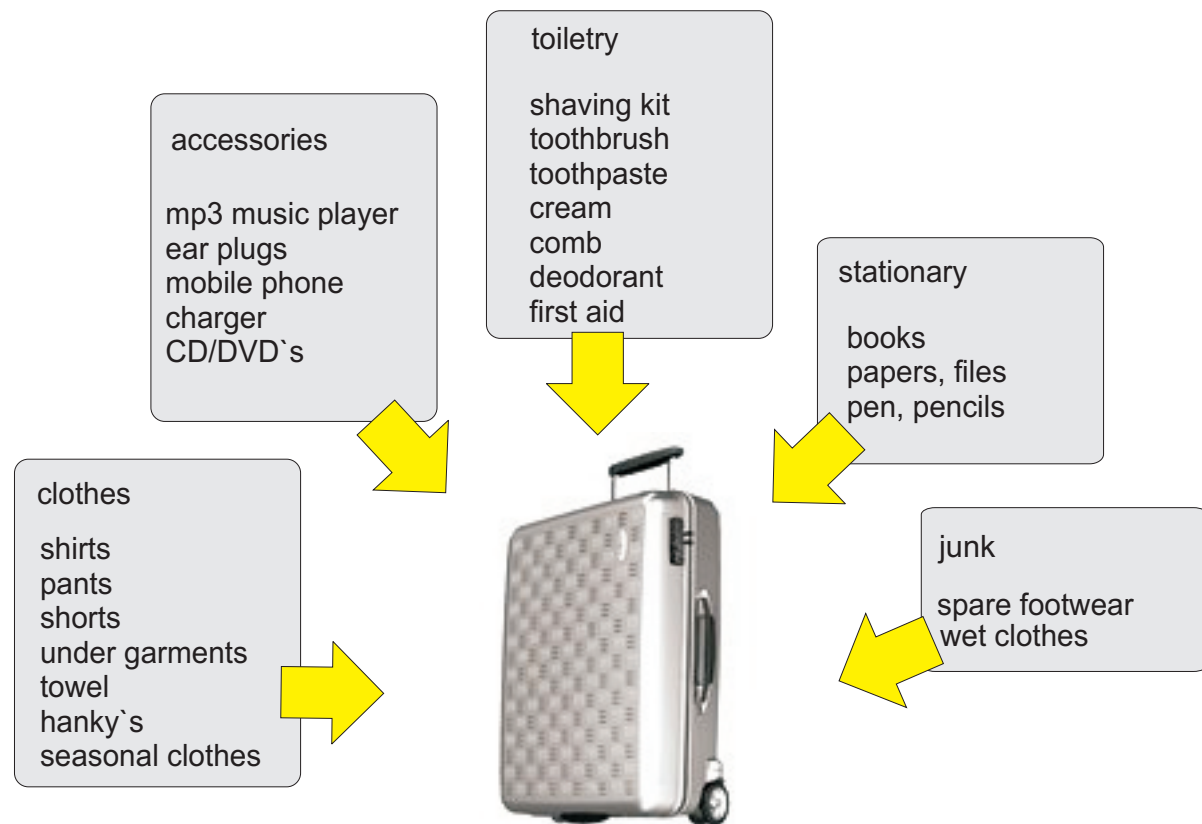 toiletry
shaving kit
toothbrush
toothpaste
cream
comb
deodorant
first aid
accessories
mp3 music player
ear plugs
mobile phone
charger
CD/DVD`s
stationary
books
papers, files
pen, pencils
clothes
shirts
pants
shorts
under garments
towel
hanky`s
seasonal clothes
junk
spare footwear
wet clothes